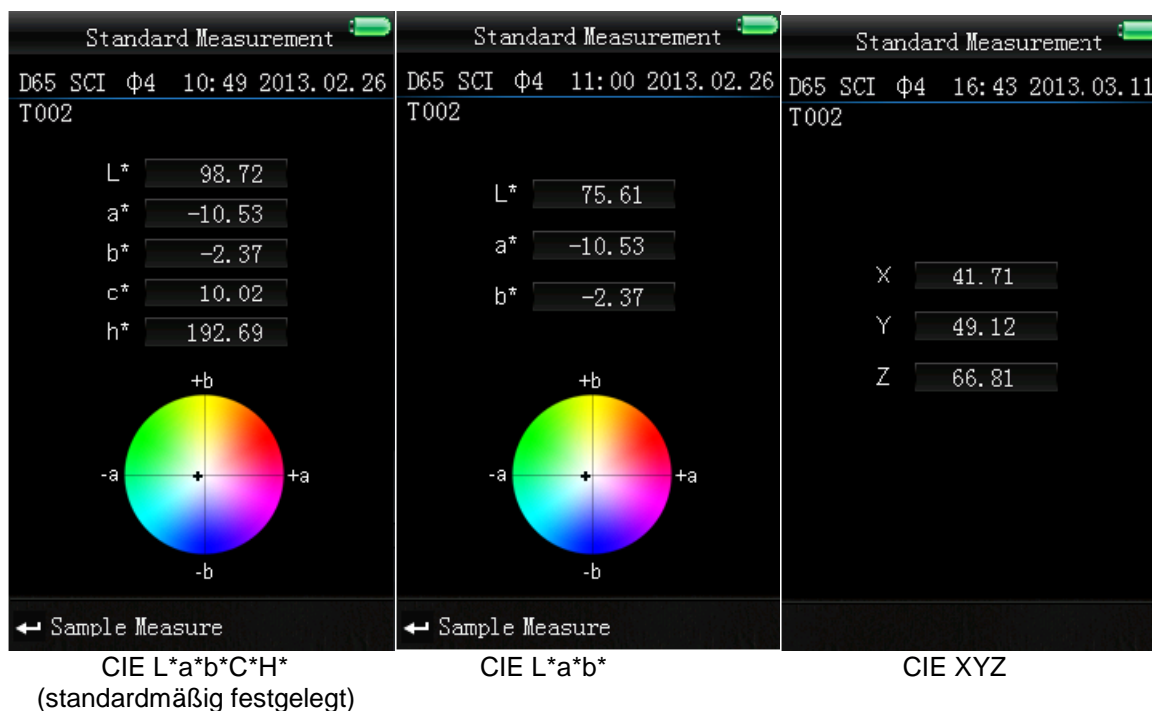 Standard Measurement
D65 SCI Φ4 10:49 2013.02.26
T002
L* 98.72
a* -10.53
b* -2.37
c* 10.02
h* 192.69
+b
-a +a
-b
Sample Measure
CIE L*a*b*C*H*
(standardmäßig festgelegt)
Standard Measurement
D65 SCI Φ4 11:00 2013.02.26
T002
L* 75.61
a* -10.53
b* -2.37
+b
-a +a
-b
Sample Measure
CIE L*a*b*
Standard Measurement
D65 SCI Φ4 16:43 2013.03.11
T002
X 41.71
Y 49.12
Z 66.81
CIE XYZ